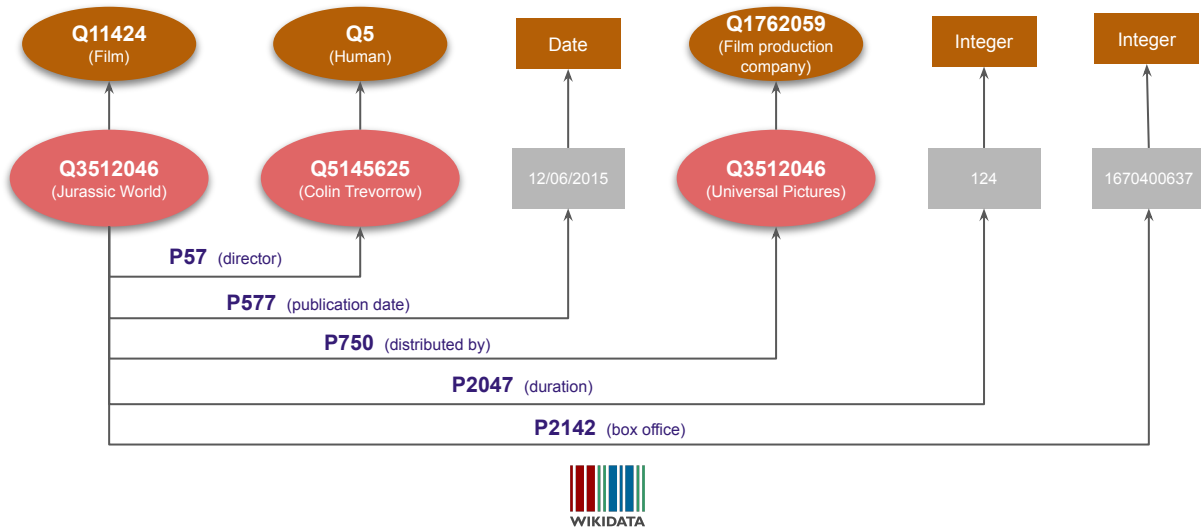 Q11424
(Film)
Q5
(Human)
Date
Q1762059
(Film production
company)
Integer
Integer
Q3512046
(Jurassic World)
Q5145625
(Colin Trevorrow)
12/06/2015
Q3512046
(Universal Pictures)
124
1670400637
P57 (director)
P577 (publication date)
P750 (distributed by)
P2047 (duration)
P2142 (box office)
WIKIDATA